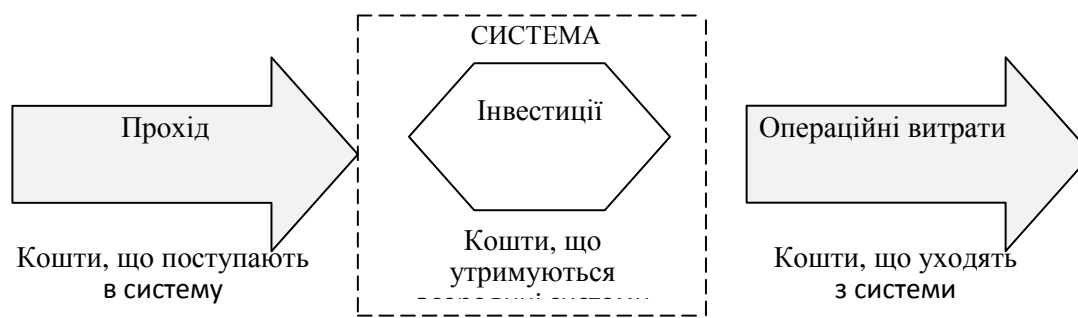 СИСТЕМА
Прохід
Інвестиції
Операційні витрати
Кошти, що поступають
в систему
Кошти, що
утримуються
Кошти, що уходять
з системи